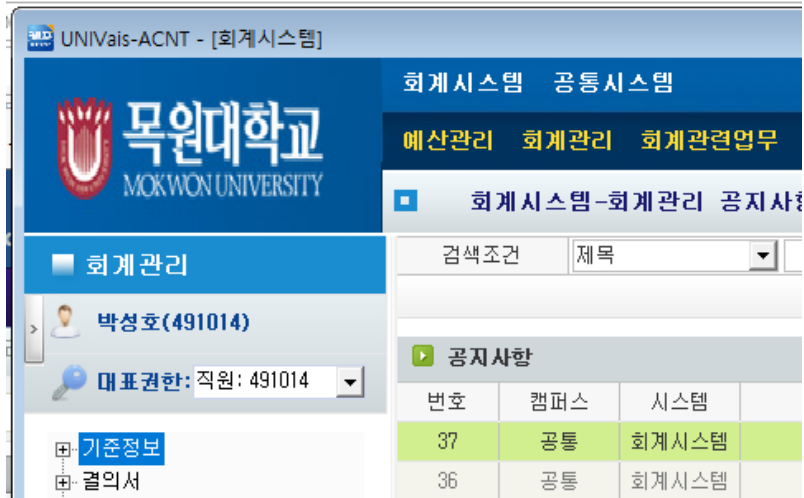 UNIVais-ACNT - [회계시스템]
회계시스템 공통시스템
목원대학교
MOKWON UNIVERSITY
예산관리 회계관리 회계관련업무
회계시스템-회계관리 공지사항
회계관리
검색조건 제목
박성호(491014)
대표권한: 직원: 491014
공지사항
번호 캠퍼스 시스템
기준정보
37 공통 회계시스템
결의서
36 공통 회계시스템